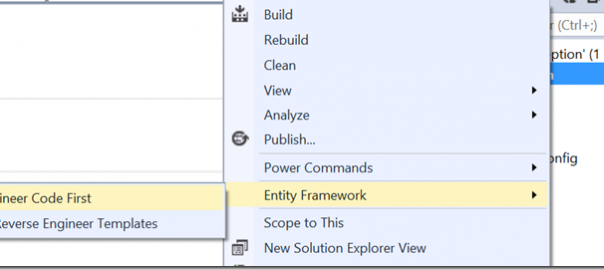 Build
r (Ctrl+;)
Rebuild
ption' (1
Clean
View
Analyze
Publish...
nfig
Power Commands
ineer Code First
Entity Framework
Reverse Engineer Templates
Scope to This
New Solution Explorer View